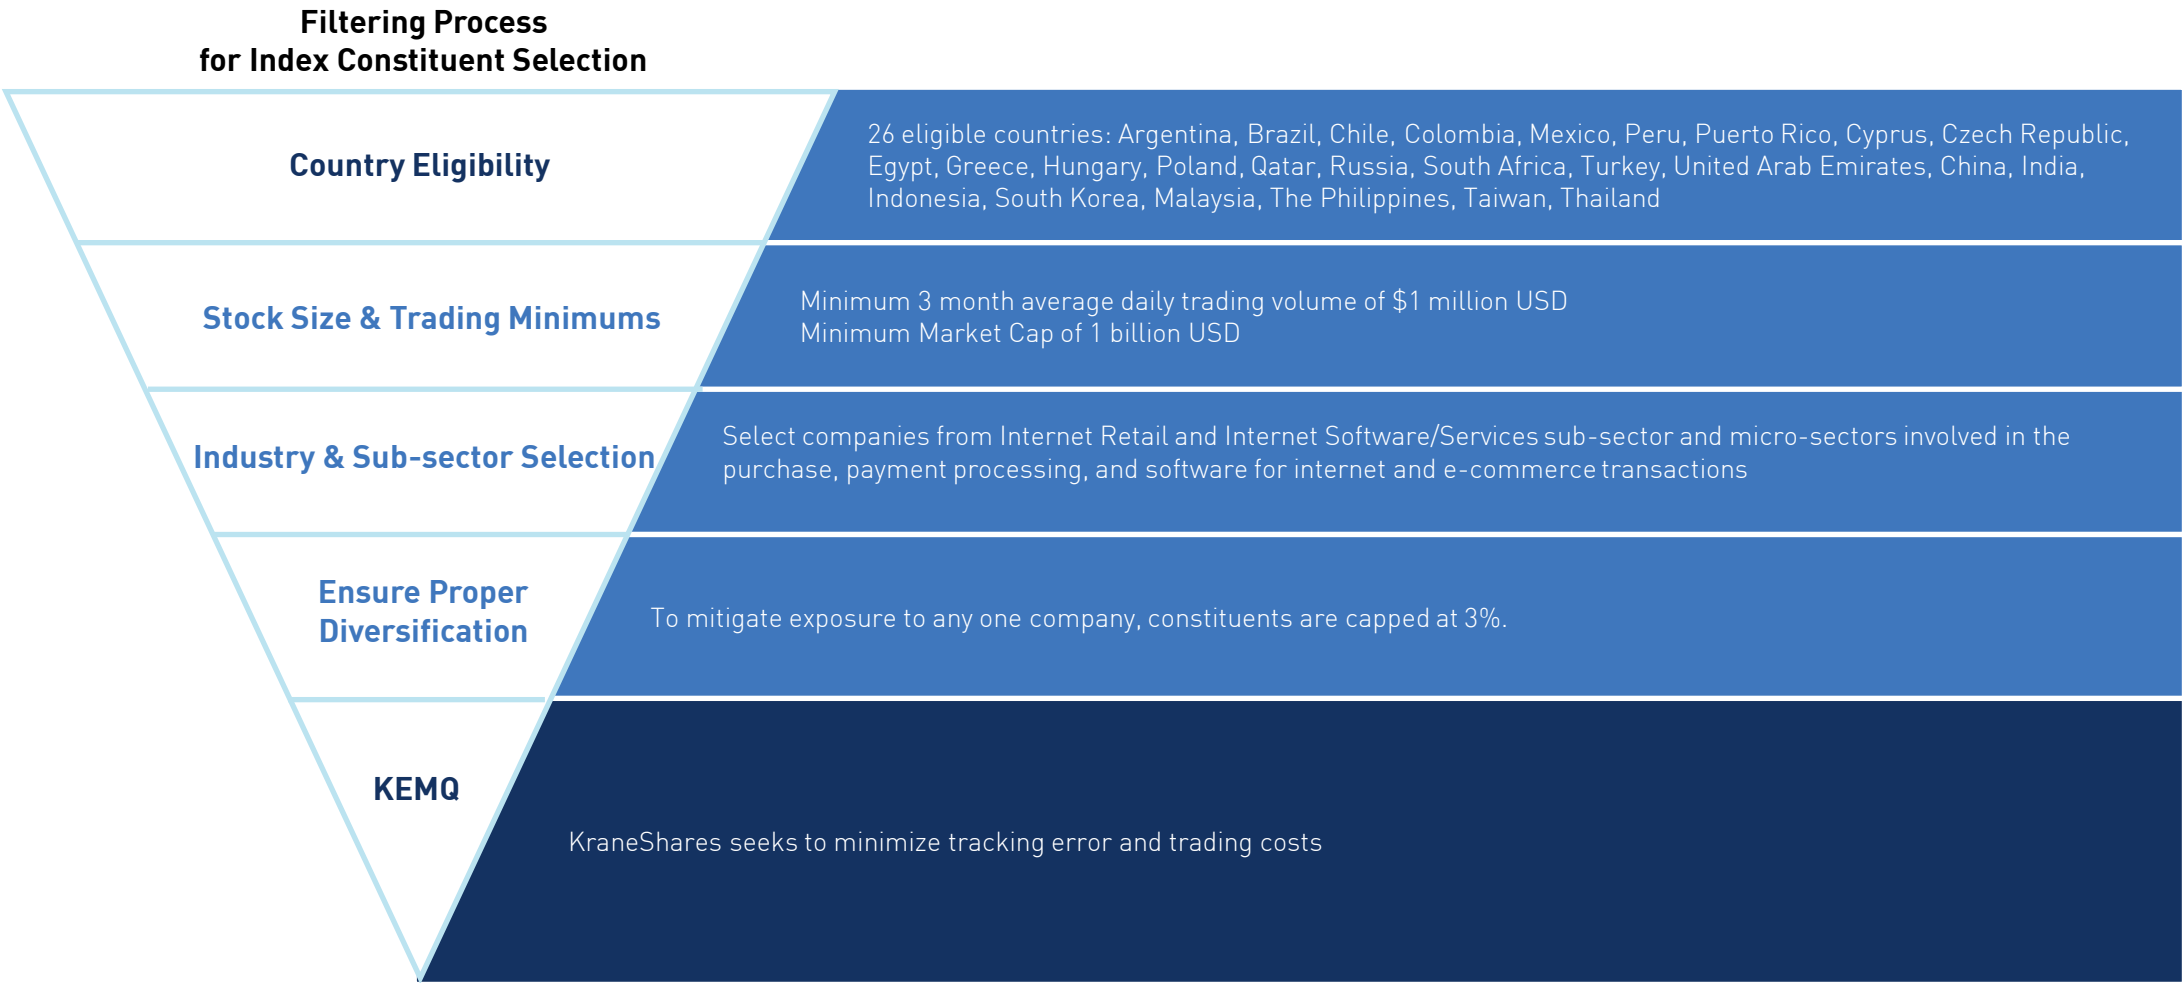 Filtering Process
for Index Constituent Selection
Country Eligibility
26 eligible countries: Argentina, Brazil, Chile, Colombia, Mexico, Peru, Puerto Rico, Cyprus, Czech Republic,
Egypt, Greece, Hungary, Poland, Qatar, Russia, South Africa, Turkey, United Arab Emirates, China, India,
Indonesia, South Korea, Malaysia, The Philippines, Taiwan, Thailand
Stock Size & Trading Minimums
Minimum 3 month average daily trading volume of $1 million USD
Minimum Market Cap of 1 billion USD
Industry & Sub-sector Selection
Select companies from Internet Retail and Internet Software/Services sub-sector and micro-sectors involved in the
purchase, payment processing, and software for internet and e-commerce transactions
Ensure Proper
Diversification
To mitigate exposure to any one company, constituents are capped at 3%.
KEMQ
KraneShares seeks to minimize tracking error and trading costs